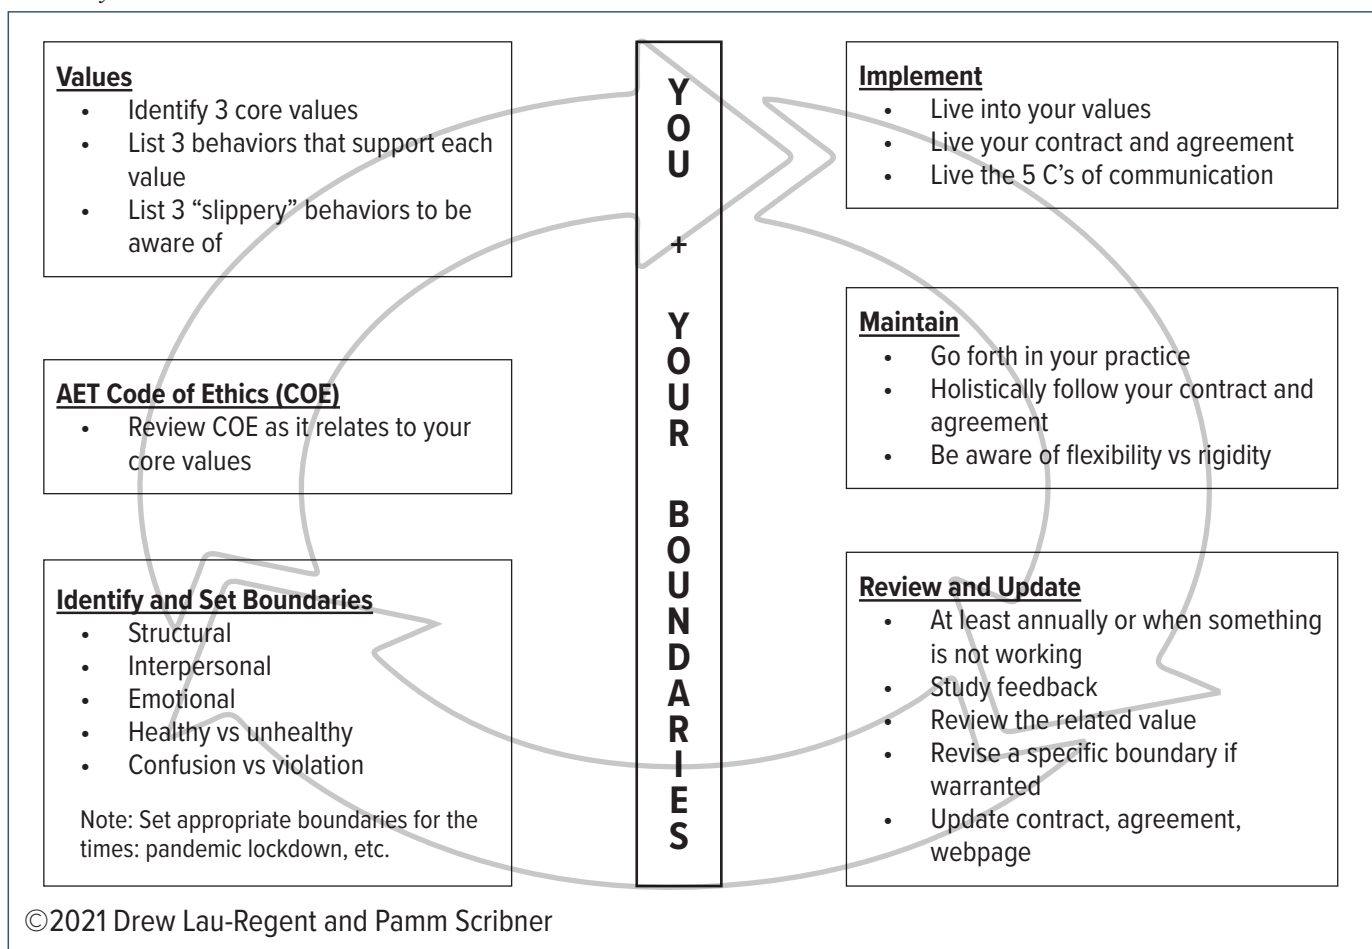 Values
• Identify 3 core values
• List 3 behaviors that support each
value
• List 3 “slippery” behaviors to be
aware of
AET Code of Ethics (COE)
• Review COE as it relates to your
core values
Identify and Set Boundaries
• Structural
• Interpersonal
• Emotional
• Healthy vs unhealthy
• Confusion vs violation
Note: Set appropriate boundaries for the
times: pandemic lockdown, etc.
YOU + YOUR BOUNDARIES
Implement
• Live into your values
• Live your contract and agreement
• Live the 5 C’s of communication
Maintain
• Go forth in your practice
• Holistically follow your contract and
agreement
• Be aware of flexibility vs rigidity
Review and Update
• At least annually or when something
is not working
• Study feedback
• Review the related value
• Revise a specific boundary if
warranted
• Update contract, agreement,
webpage
©2021 Drew Lau-Regent and Pamm Scribner